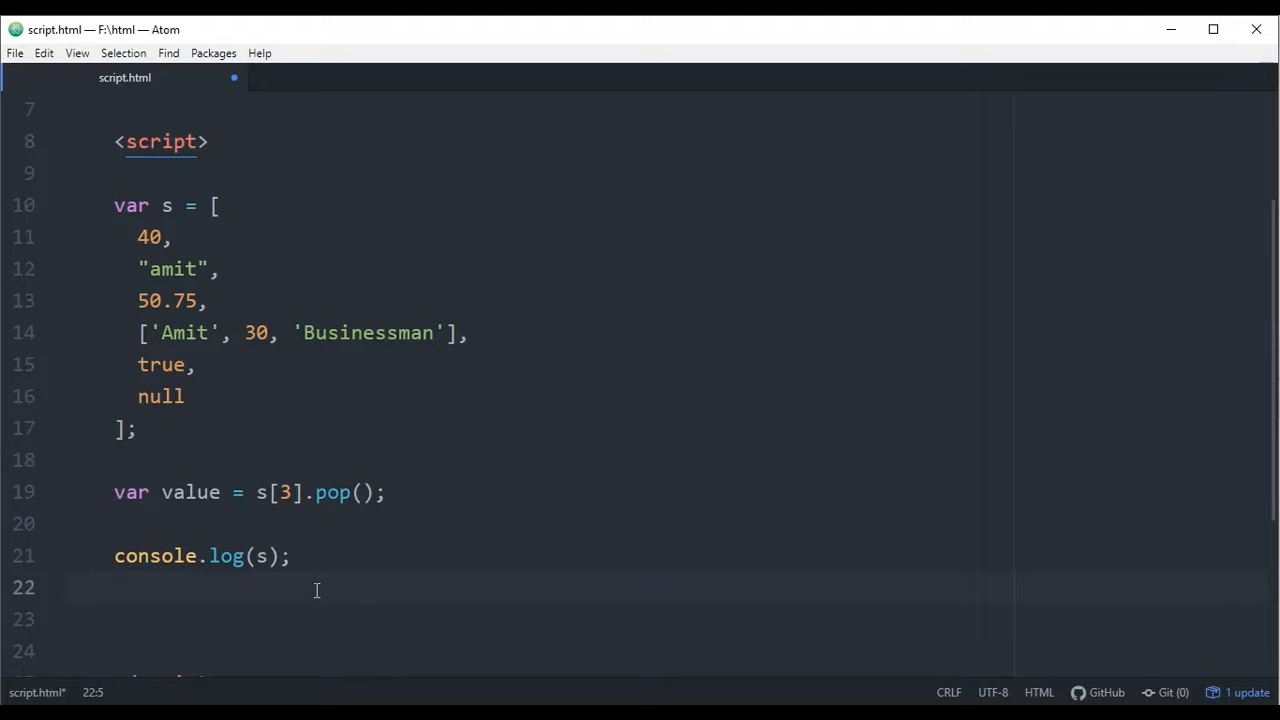 script.html — F:\html — Atom
File Edit View Selection Find Packages Help
script.html
7
8 <script>
9
10 var s = [
11 40,
12 "amit",
13 50.75,
14 ['Amit', 30, 'Businessman'],
15 true,
16 null
17 ];
18
19 var value = s[3].pop();
20
21 console.log(s);
22
23
24
script.html* 22:5 CRLF UTF-8 HTML GitHub Git (0) 1 update